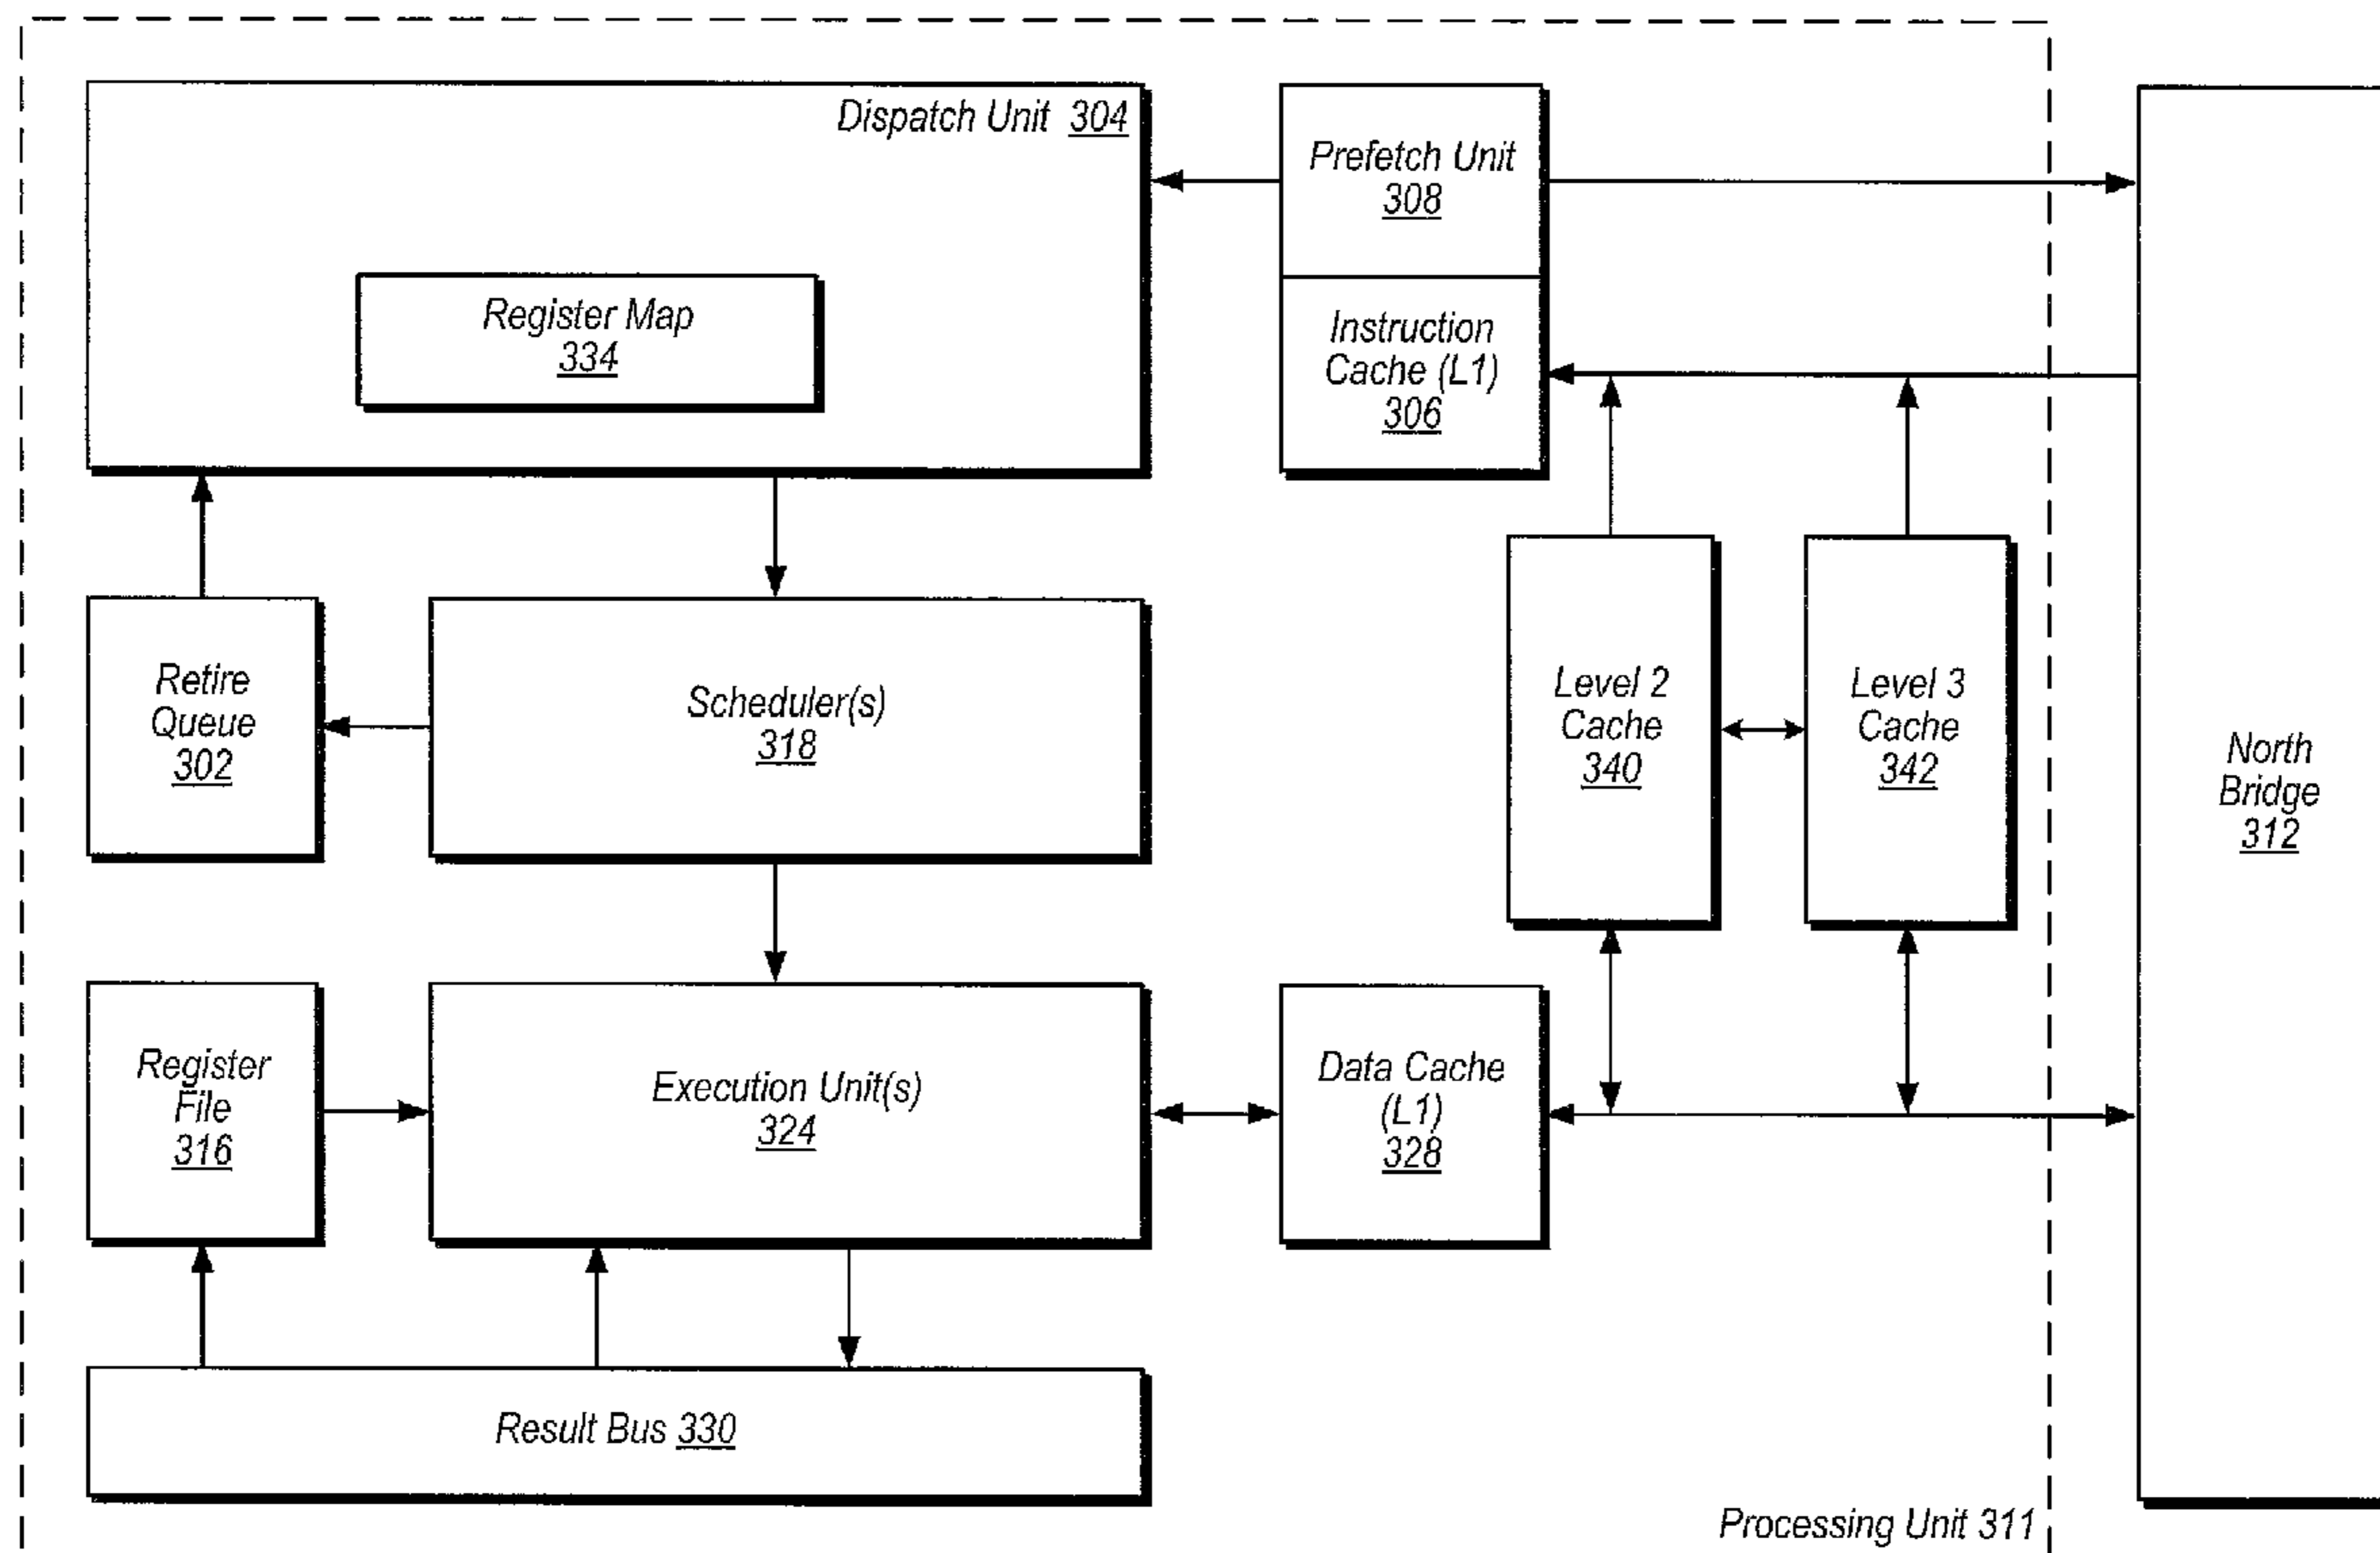 Dispatch Unit 304
Register Map
334
Prefetch Unit
308
Instruction
Cache (L1)
306
Retire
Queue
302
Scheduler(s)
318
Level 2
Cache
340
Level 3
Cache
342
North
Bridge
312
Register
File
316
Execution Unit(s)
324
Data Cache
(L1)
328
Result Bus 330
Processing Unit 311